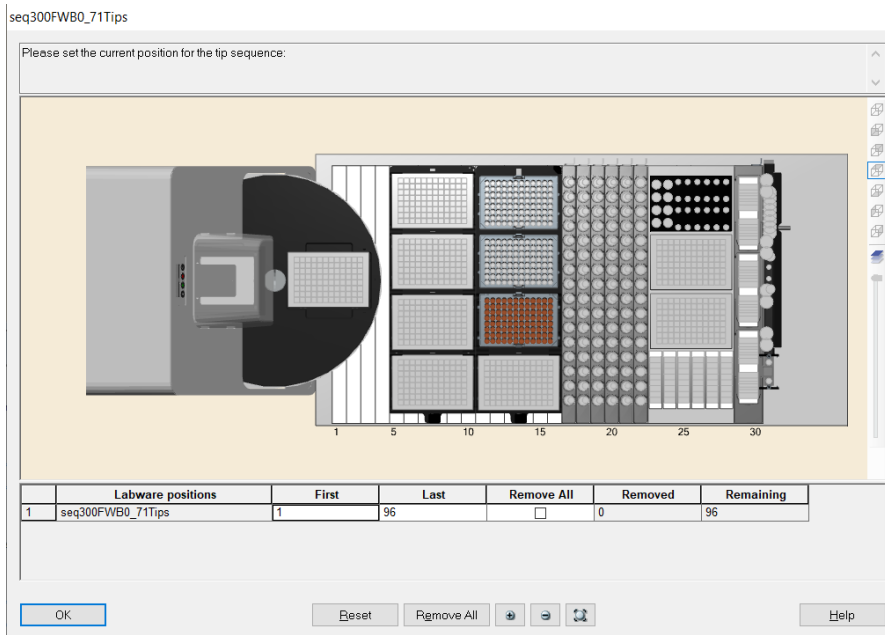 seq300FWB0_71Tips
Please set the current position for the tip sequence:
1 5 10 15 20 25 30
Labware positions First Last Remove All Removed Remaining
1 seq300FWB0_71Tips 1 96 0 96
OK Reset Remove All Help